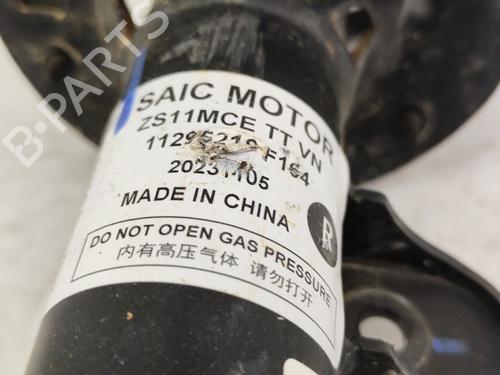 SAIC MOTOR
ZS11MCE TT VN
F154
MADE IN CHINA
R
DO NOT OPEN GAS PRESSURE
内有高压气体 请勿打开
B-PARTS